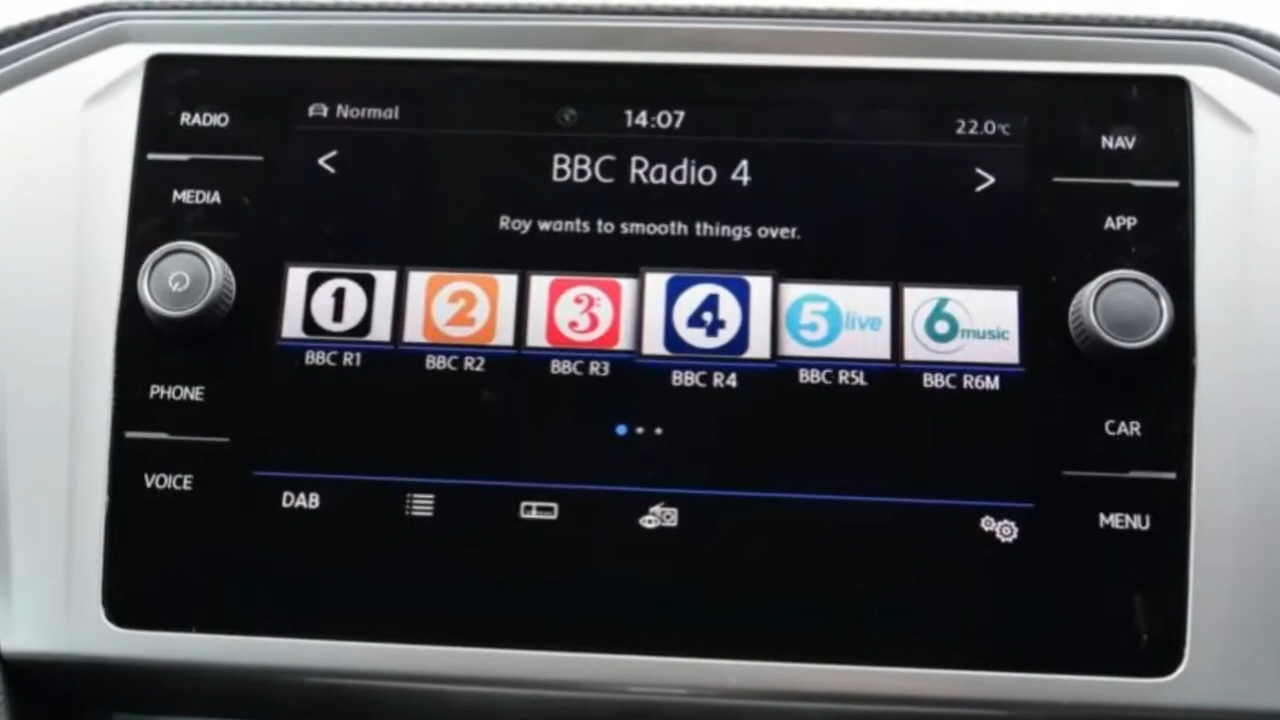 RADIO
MEDIA
PHONE
VOICE
Normal
14:07
22.0°C
< BBC Radio 4 >
Roy wants to smooth things over.
1
2
3
4
5 live
6 music
BBC R1
BBC R2
BBC R3
BBC R4
BBC R5L
BBC R6M
DAB
NAV
APP
CAR
MENU